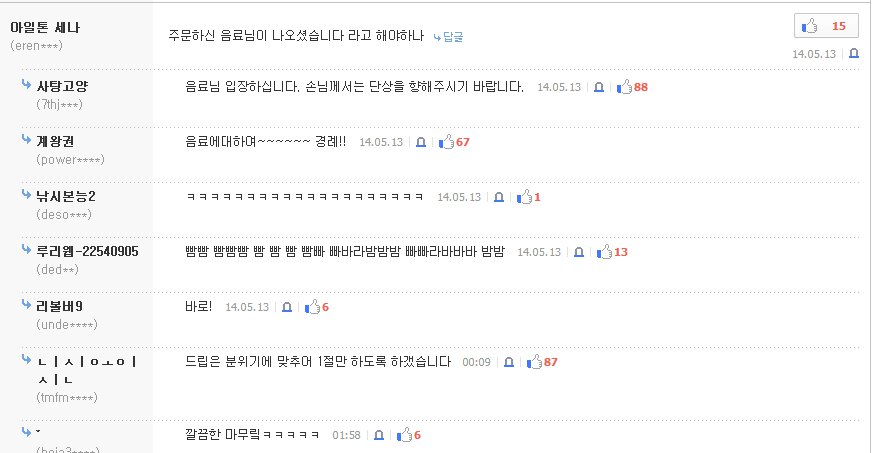 아일톤 세나
(eren***)
주문하신 음료님이 나오셨습니다 라고 해야하나 답글
15
14.05.13
사탕고양
(7thj***)
음료님 입장하십니다. 손님께서는 단상을 향해주시기 바랍니다. 14.05.13 88
계왕권
(power****)
음료에대하여~~~~~~ 경례!! 14.05.13 67
낚시본능2
(deso***)
ㅋㅋㅋㅋㅋㅋㅋㅋㅋㅋㅋㅋㅋㅋㅋㅋㅋㅋㅋㅋ 14.05.13 1
루리웹-22540905
(ded**)
빰빰 빰빰빰 빰 빰 빰 빰빠 빠바라밤밤밤 빠빠라바바바 밤밤 14.05.13 13
리볼버9
(unde****)
바로! 14.05.13 6
ㄴㅣㅅㅣㅇㅗㅇㅣ
ㅅㅣㄴ
(tmfm****)
드립은 분위기에 맞추어 1절만 하도록 하겠습니다 00:09 87
깔끔한 마무맄ㅋㅋㅋㅋㅋ 01:58 6